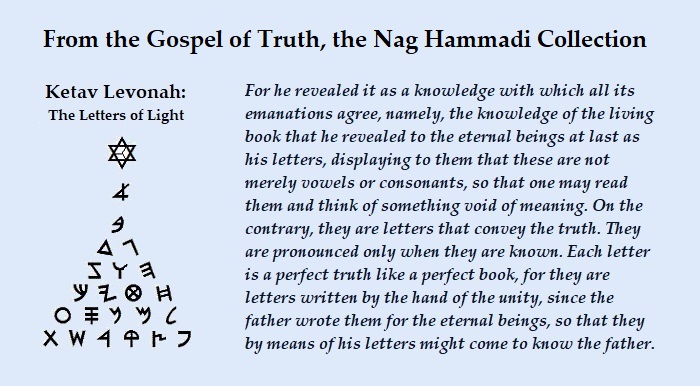 From the Gospel of Truth, the Nag Hammadi Collection
Ketav Levonah:
The Letters of Light
𐤀
𐤁
𐤂 𐤃
𐤄 𐤅 𐤆
𐤇 𐤈 𐤉 𐤊
𐤋 𐤌 𐤍 𐤎 𐤏
𐤐 𐤑 𐤒 𐤓 𐤔 𐤕
For he revealed it as a knowledge with which all its
emanations agree, namely, the knowledge of the living
book that he revealed to the eternal beings at last as
his letters, displaying to them that these are not
merely vowels or consonants, so that one may read
them and think of something void of meaning. On the
contrary, they are letters that convey the truth. They
are pronounced only when they are known. Each letter
is a perfect truth like a perfect book, for they are
letters written by the hand of the unity, since the
father wrote them for the eternal beings, so that they
by means of his letters might come to know the father.